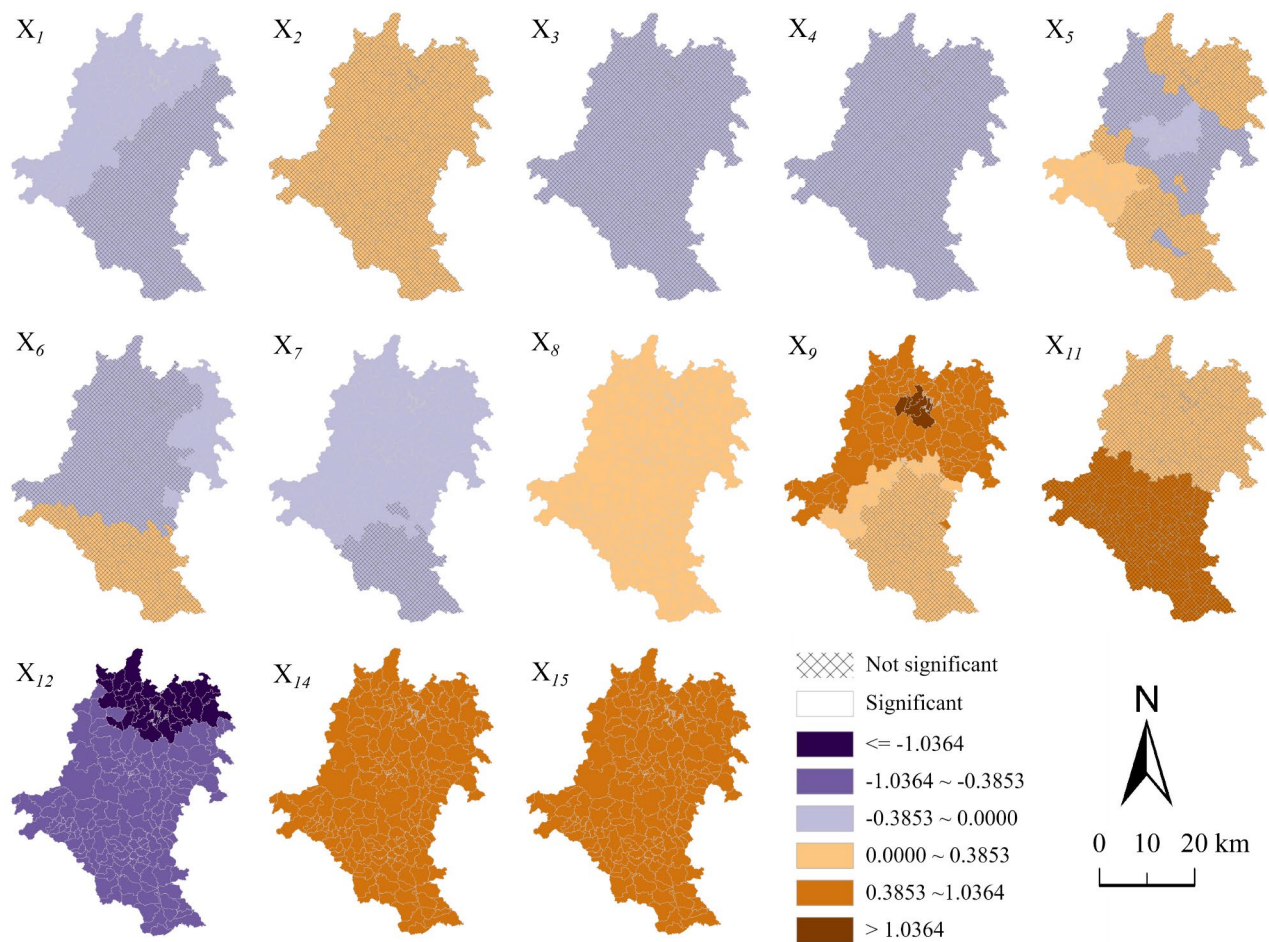 X1
X2
X3
X4
X5
X6
X7
X8
X9
X11
X12
X14
X15
Not significant
Significant
<= -1.0364
-1.0364 ~ -0.3853
-0.3853 ~ 0.0000
0.0000 ~ 0.3853
0.3853 ~1.0364
> 1.0364
N
0 10 20 km